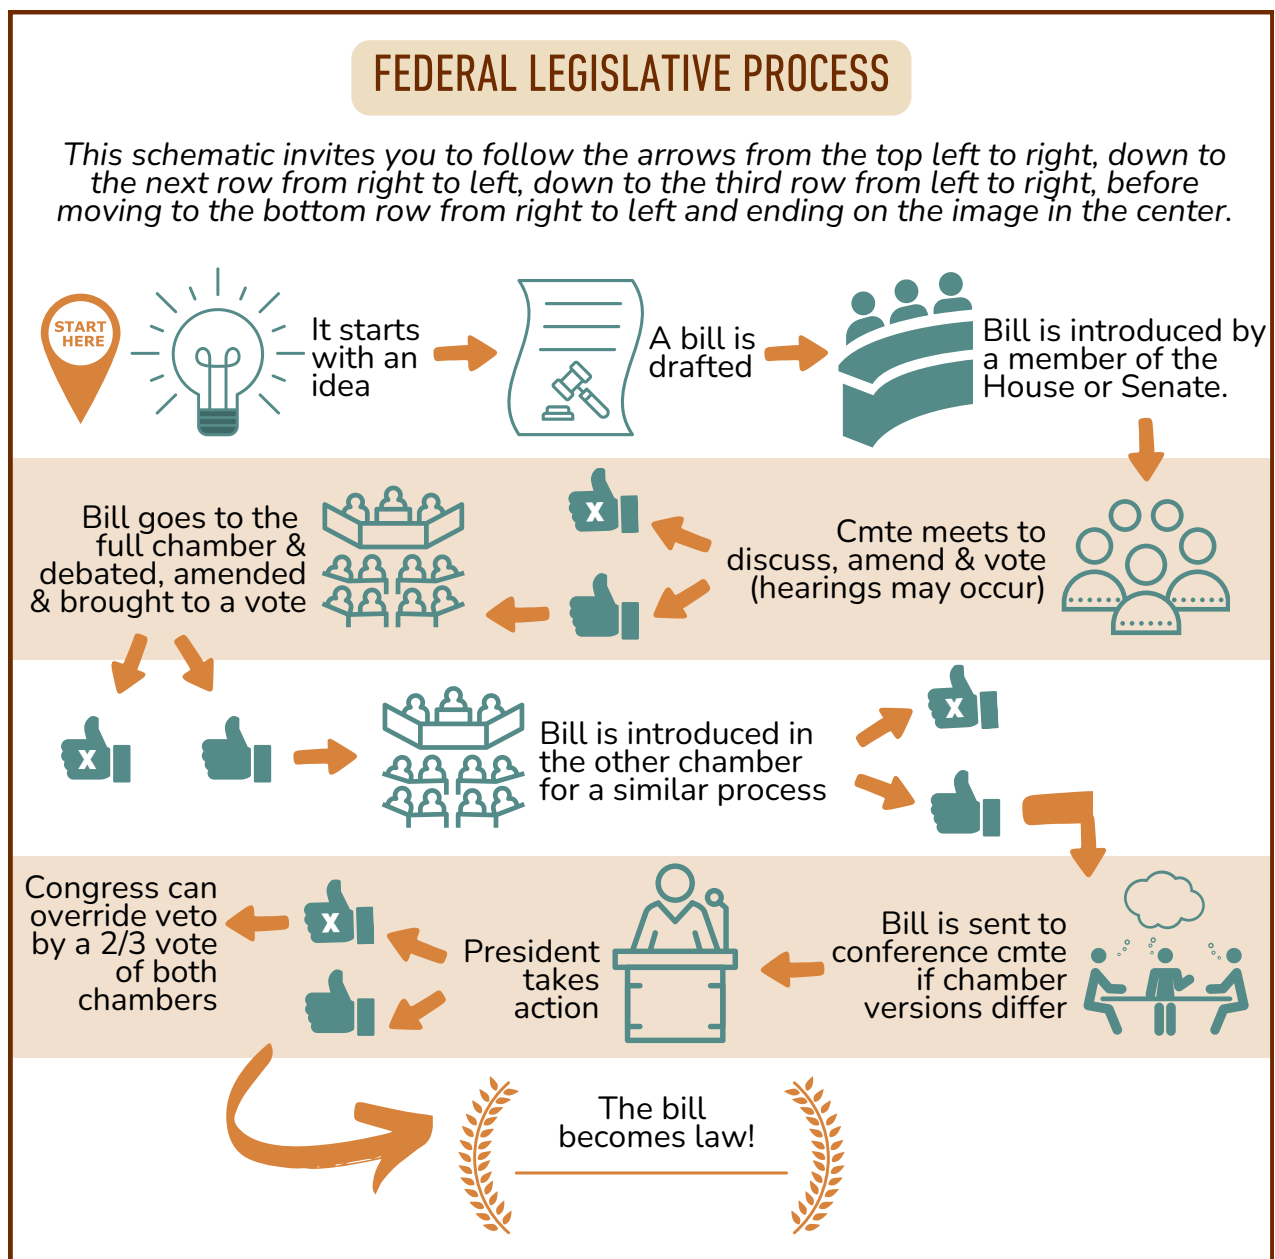 FEDERAL LEGISLATIVE PROCESS
This schematic invites you to follow the arrows from the top left to right, down to
the next row from right to left, down to the third row from left to right, before
moving to the bottom row from right to left and ending on the image in the center.
START
HERE
It starts
with an
idea
A bill is
drafted
Bill is introduced by
a member of the
House or Senate.
Cmte meets to
discuss, amend & vote
(hearings may occur)
X
Bill goes to the
full chamber &
debated, amended
& brought to a vote
X
Bill is introduced in
the other chamber
for a similar process
X
Bill is sent to
conference cmte
if chamber
versions differ
President
takes
action
X
Congress can
override veto
by a 2/3 vote
of both
chambers
The bill
becomes law!